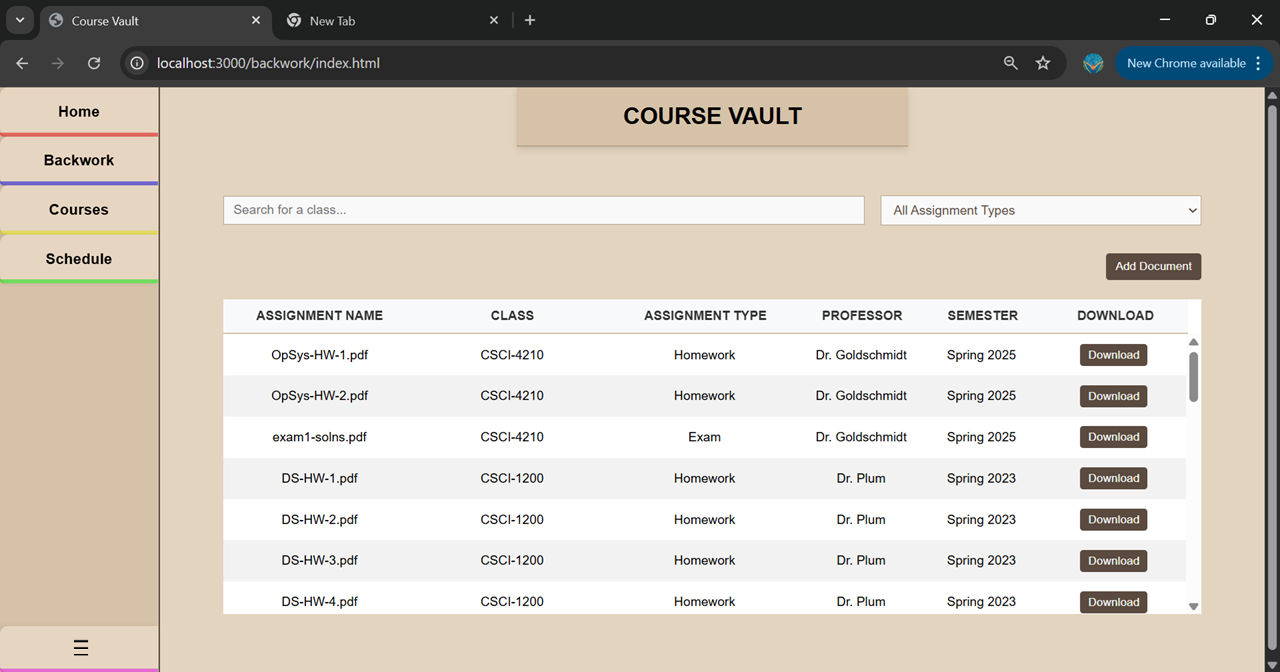 Course Vault
New Tab
localhost:3000/backwork/index.html
New Chrome available
Home
Backwork
Courses
Schedule
COURSE VAULT
Search for a class...
All Assignment Types
Add Document
ASSIGNMENT NAME CLASS ASSIGNMENT TYPE PROFESSOR SEMESTER DOWNLOAD
OpSys-HW-1.pdf CSCI-4210 Homework Dr. Goldschmidt Spring 2025 Download
OpSys-HW-2.pdf CSCI-4210 Homework Dr. Goldschmidt Spring 2025 Download
exam1-solns.pdf CSCI-4210 Exam Dr. Goldschmidt Spring 2025 Download
DS-HW-1.pdf CSCI-1200 Homework Dr. Plum Spring 2023 Download
DS-HW-2.pdf CSCI-1200 Homework Dr. Plum Spring 2023 Download
DS-HW-3.pdf CSCI-1200 Homework Dr. Plum Spring 2023 Download
DS-HW-4.pdf CSCI-1200 Homework Dr. Plum Spring 2023 Download